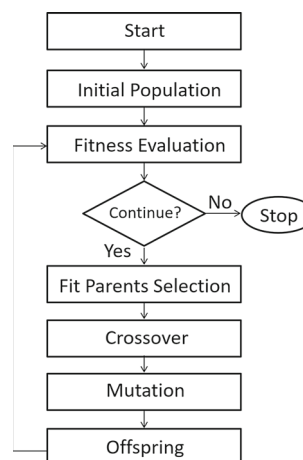 Start
Initial Population
Fitness Evaluation
Continue?
No
Stop
Yes
Fit Parents Selection
Crossover
Mutation
Offspring